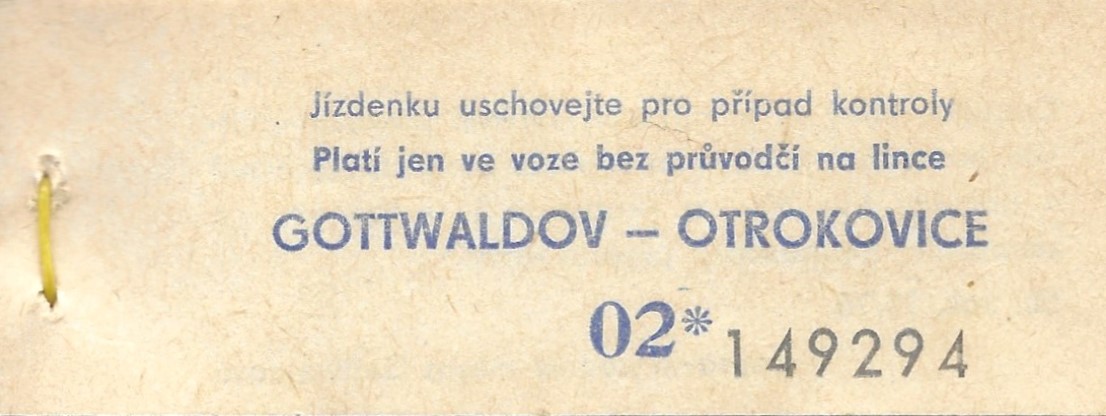 Jízdenku uschovejte pro případ kontroly
Platí jen ve voze bez průvodčí na lince
GOTTWALDOV – OTROKOVICE
02* 149294